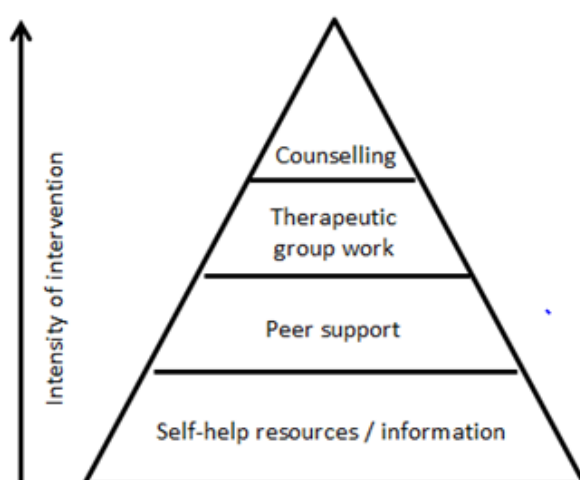 Counselling
Therapeutic
group work
Peer support
Self-help resources / information
Intensity of intervention